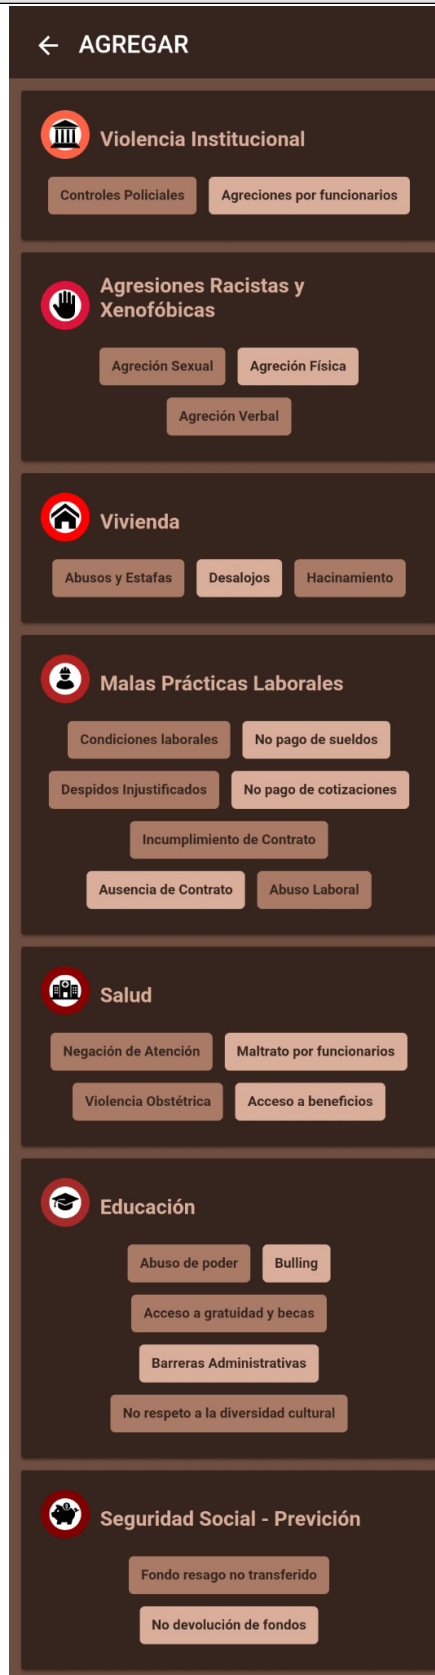 AGREGAR
Violencia Institucional
Controles Policiales Agreciones por funcionarios
Agresiones Racistas y
Xenofóbicas
Agreción Sexual Agreción Física
Agreción Verbal
Vivienda
Abusos y Estafas Desalojos Hacinamiento
Malas Prácticas Laborales
Condiciones laborales No pago de sueldos
Despidos Injustificados No pago de cotizaciones
Incumplimiento de Contrato
Ausencia de Contrato Abuso Laboral
Salud
Negación de Atención Maltrato por funcionarios
Violencia Obstétrica Acceso a beneficios
Educación
Abuso de poder Bulling
Acceso a gratuidad y becas
Barreras Administrativas
No respeto a la diversidad cultural
Seguridad Social - Previción
Fondo resago no transferido
No devolución de fondos